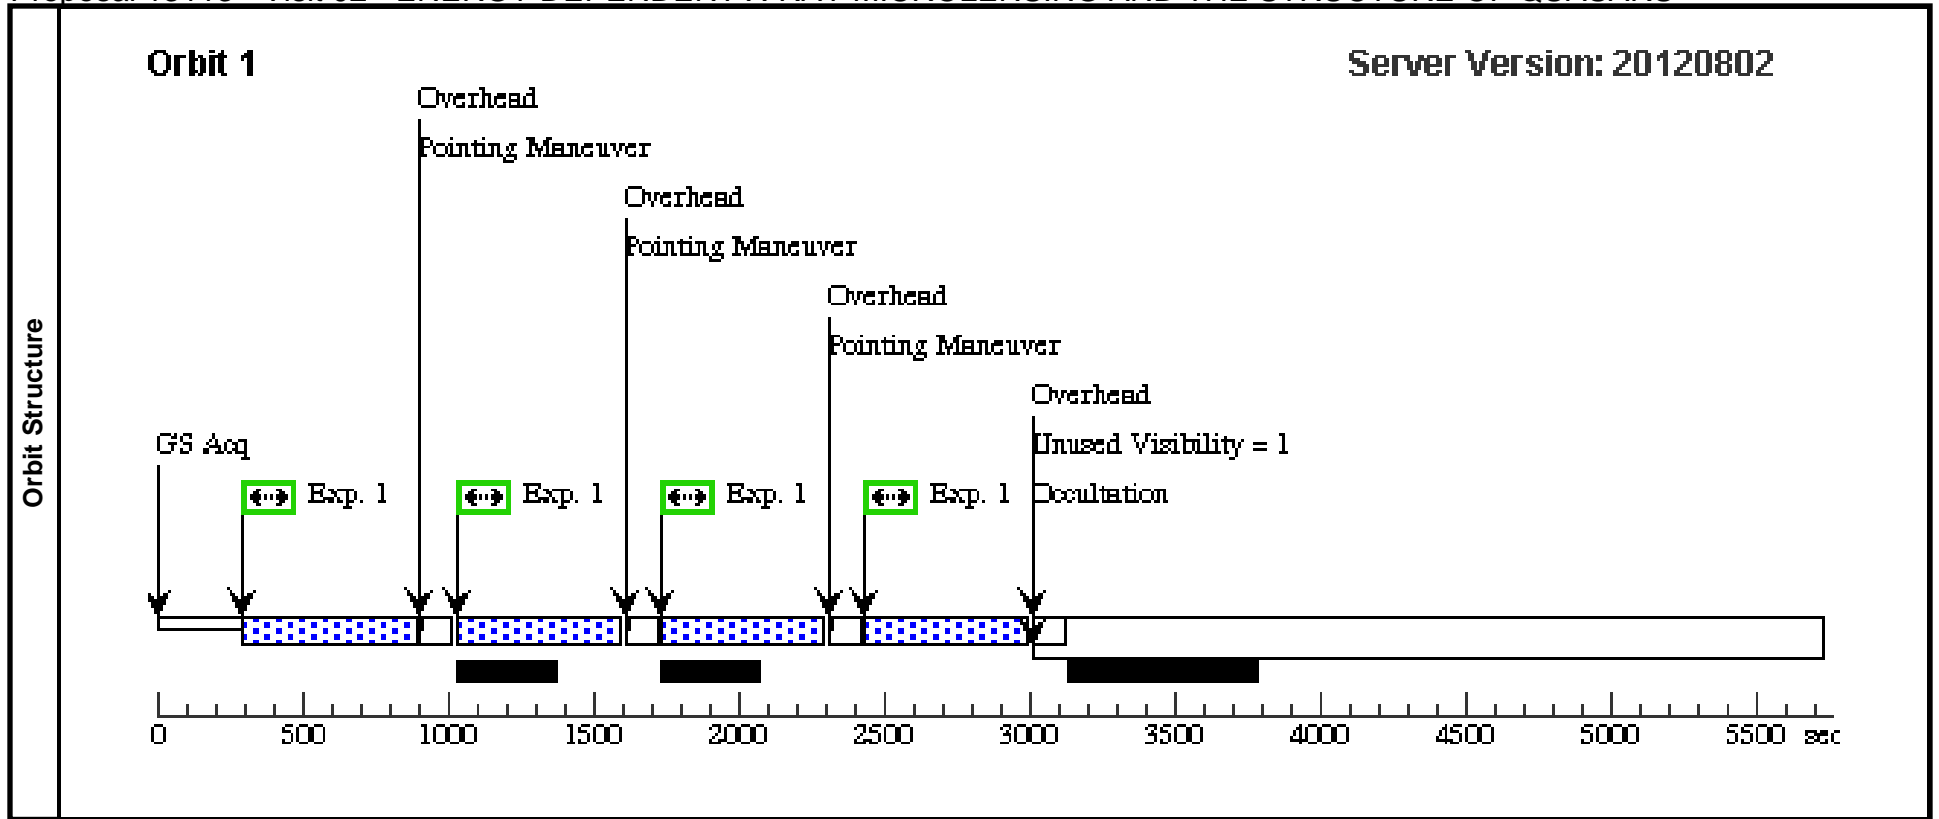 Orbit 1
Server Version: 20120802
Overhead
Pointing Maneuver
Overhead
Pointing Maneuver
Overhead
Pointing Maneuver
Overhead
Unused Visibility = 1
Occultation
GS Acq
Exp. 1
Exp. 1
Exp. 1
Exp. 1
Orbit Structure
0 500 1000 1500 2000 2500 3000 3500 4000 4500 5000 5500 sec